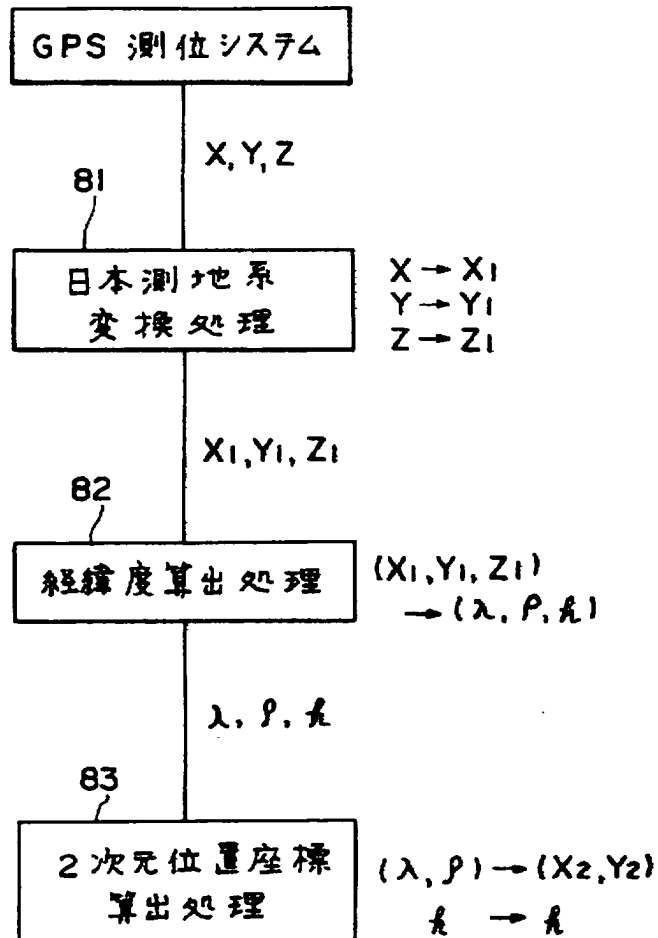 GPS 測位システム
X, Y, Z
81
日本測地系
変換処理
X → X1
Y → Y1
Z → Z1
X1, Y1, Z1
82
経緯度算出処理
(X1, Y1, Z1)
→ (λ, ρ, h)
λ, ρ, h
83
2次元位置座標
算出処理
(λ, ρ) → (X2, Y2)
h → h